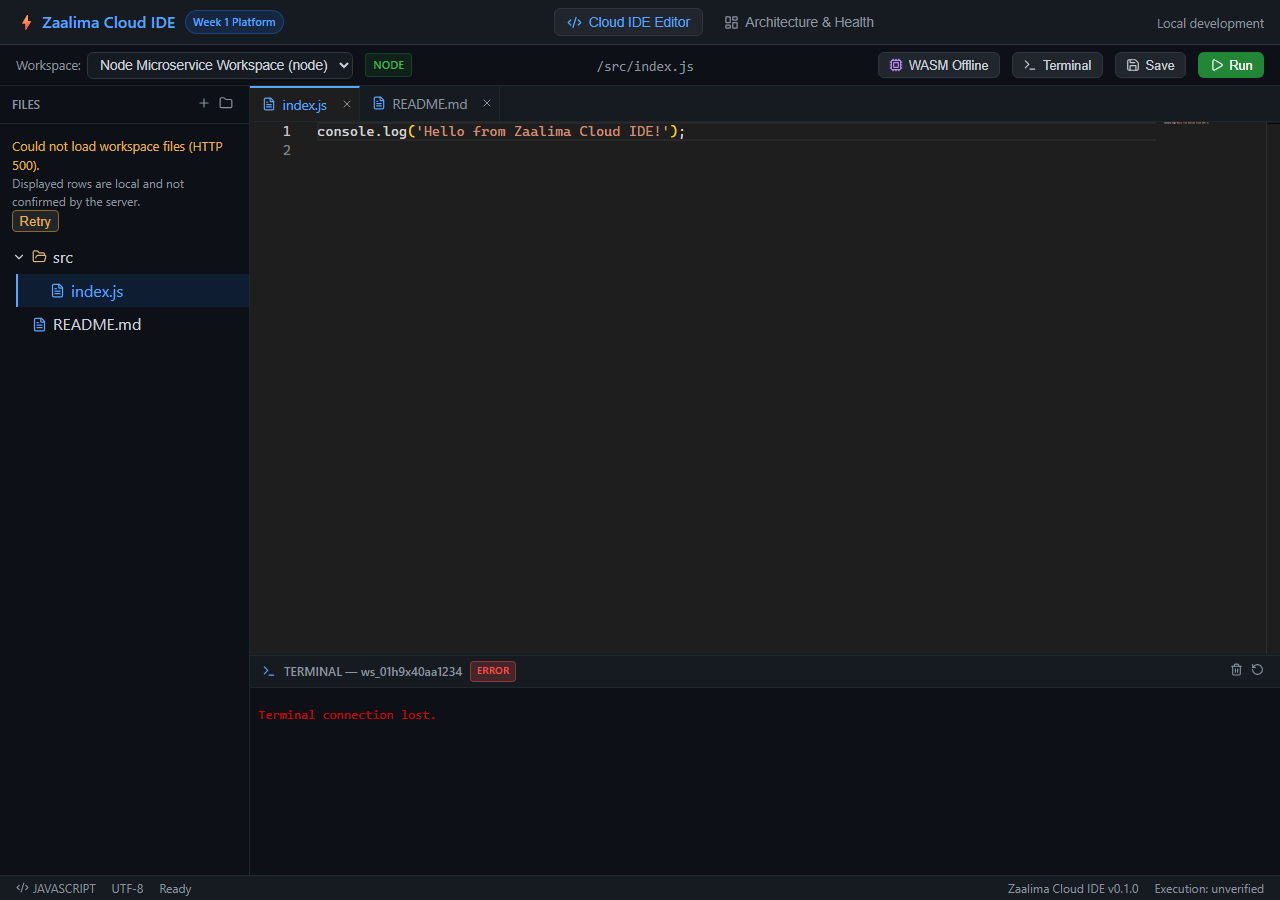 Zaalima Cloud IDE
Week 1 Platform
Cloud IDE Editor
Architecture & Health
Local development
Workspace:
Node Microservice Workspace (node)
NODE
/src/index.js
WASM Offline
Terminal
Save
Run
FILES
index.js
README.md
Could not load workspace files (HTTP
500).
Displayed rows are local and not
confirmed by the server.
Retry
src
index.js
README.md
1 console.log('Hello from Zaalima Cloud IDE!');
2
TERMINAL — ws_01h9x40aa1234
ERROR
Terminal connection lost.
JAVASCRIPT
UTF-8
Ready
Zaalima Cloud IDE v0.1.0
Execution: unverified